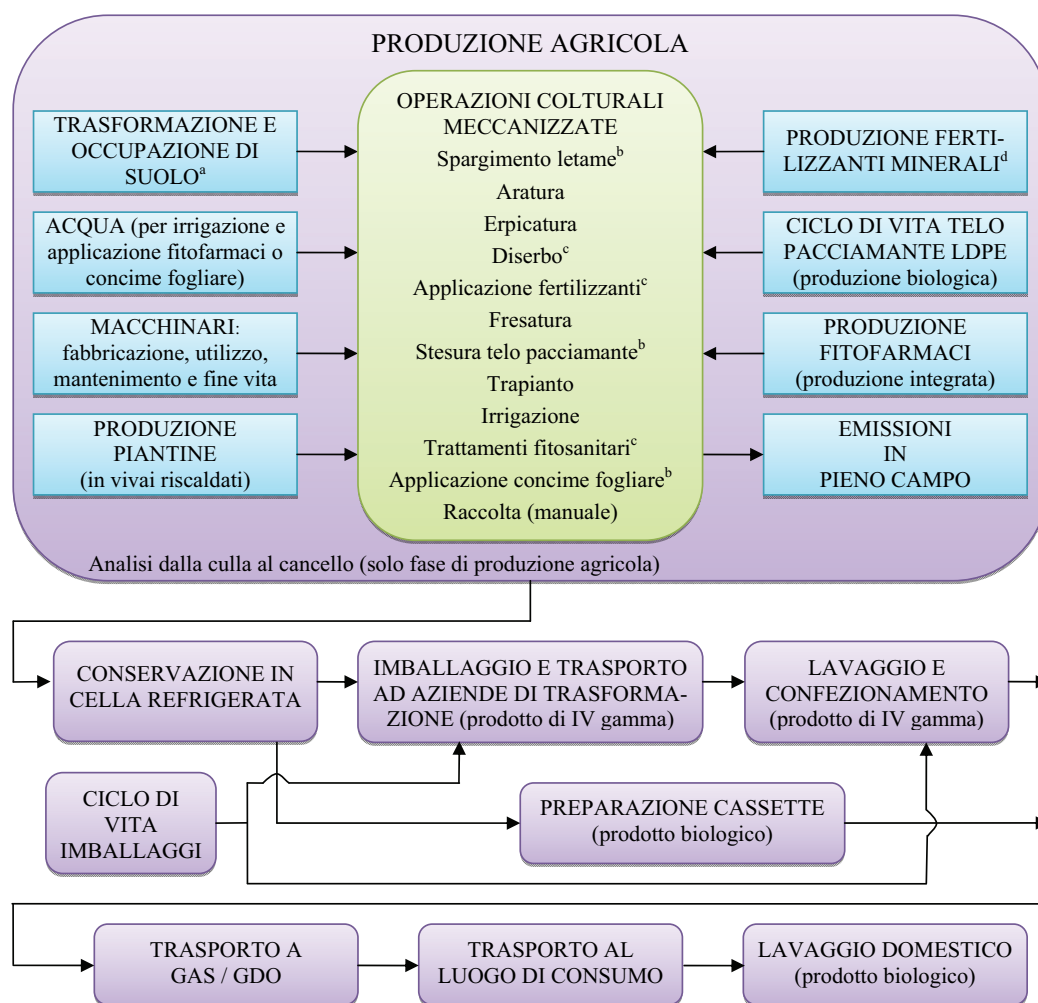 PRODUZIONE AGRICOLA
TRASFORMAZIONE E
OCCUPAZIONE DI
SUOLOᵃ
ACQUA (per irrigazione e
applicazione fitofarmaci o
concime fogliare)
MACCHINARI:
fabbricazione, utilizzo,
mantenimento e fine vita
PRODUZIONE
PIANTINE
(in vivai riscaldati)
OPERAZIONI COLTURALI
MECCANIZZATE
Spargimento letameᵇ
Aratura
Erpicatura
Diserboᶜ
Applicazione fertilizzantiᶜ
Fresatura
Stesura telo pacciamanteᵇ
Trapianto
Irrigazione
Trattamenti fitosanitariᶜ
Applicazione concime fogliareᵇ
Raccolta (manuale)
PRODUZIONE FERTI-
LIZZANTI MINERALIᵈ
CICLO DI VITA TELO
PACCIAMANTE LDPE
(produzione biologica)
PRODUZIONE
FITOFARMACI
(produzione integrata)
EMISSIONI
IN
PIENO CAMPO
Analisi dalla culla al cancello (solo fase di produzione agricola)
CONSERVAZIONE IN
CELLA REFRIGERATA
IMBALLAGGIO E TRASPORTO
AD AZIENDE DI TRASFORMA-
ZIONE (prodotto di IV gamma)
LAVAGGIO E
CONFEZIONAMENTO
(prodotto di IV gamma)
CICLO DI
VITA
IMBALLAGGI
PREPARAZIONE CASSETTE
(prodotto biologico)
TRASPORTO A
GAS / GDO
TRASPORTO AL
LUOGO DI CONSUMO
LAVAGGIO DOMESTICO
(prodotto biologico)